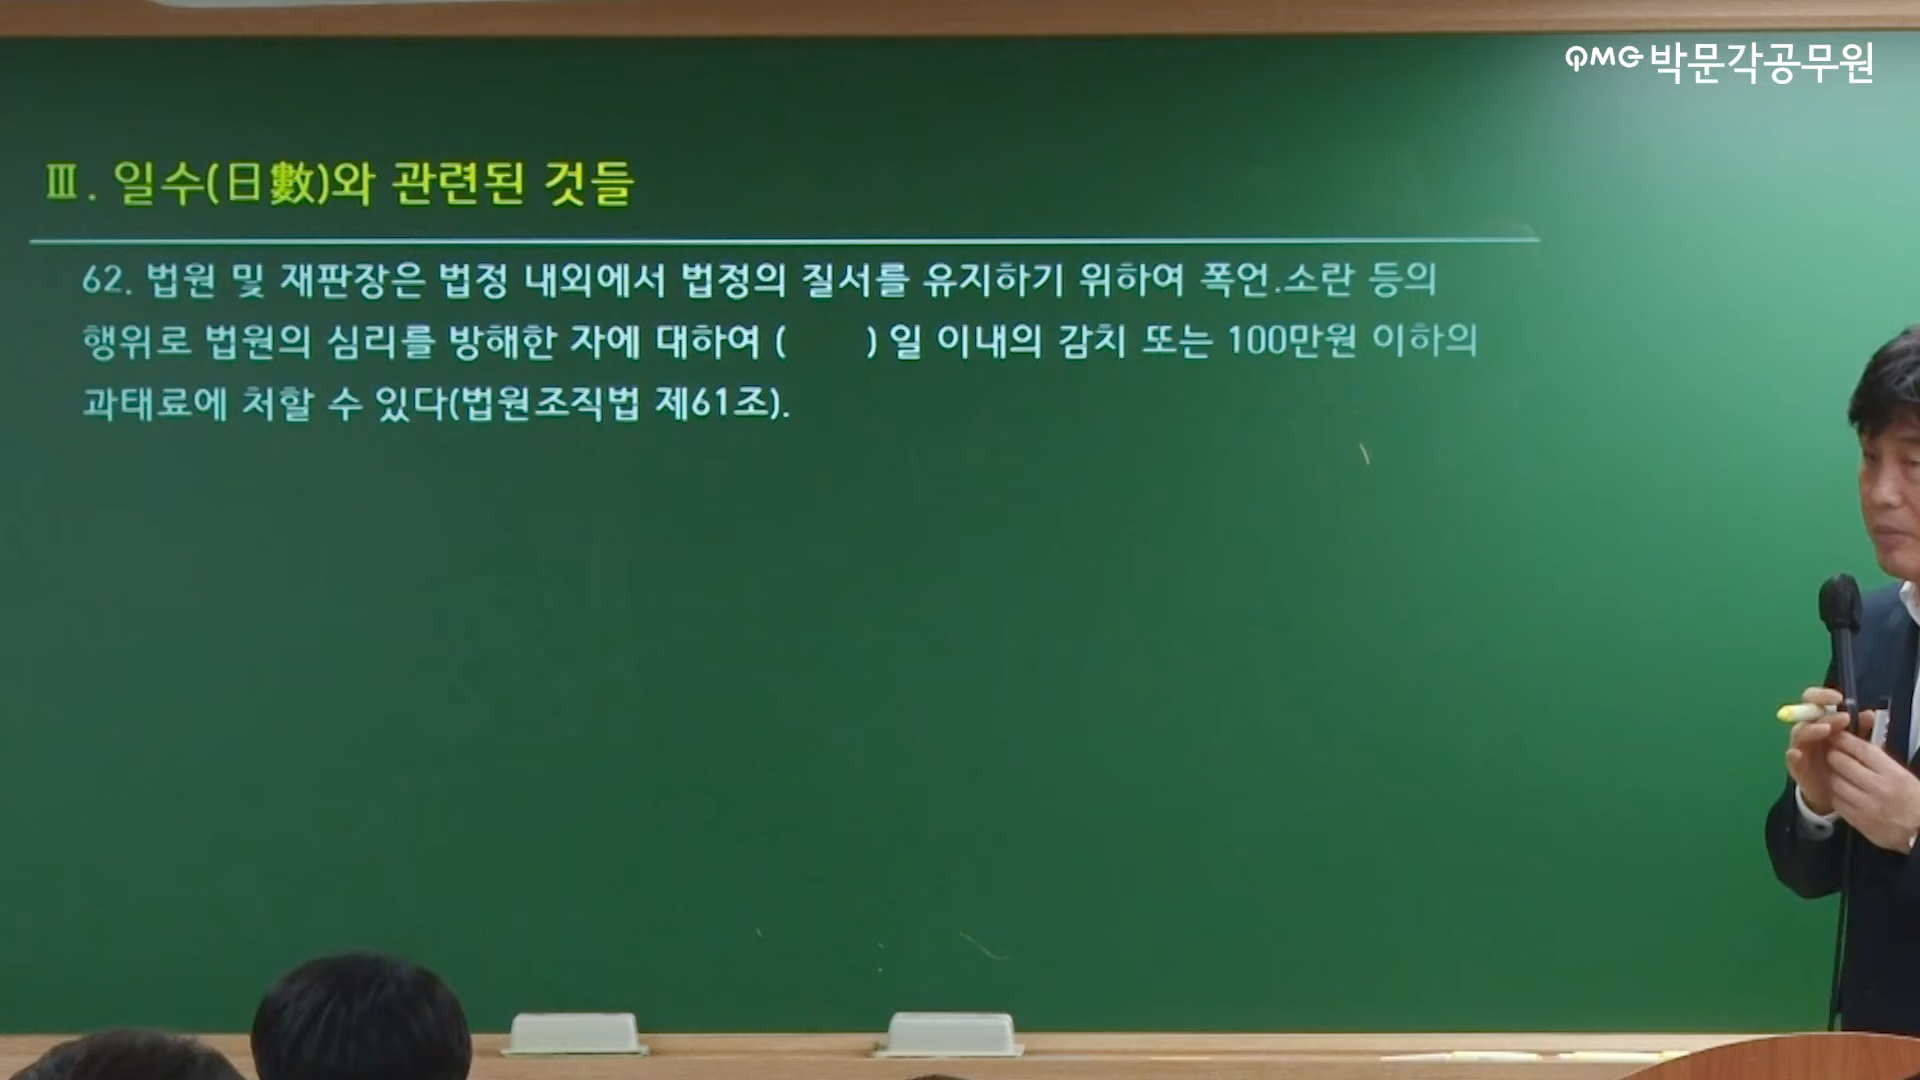 PMG 박문각공무원
Ⅲ. 일수(日數)와 관련된 것들
62. 법원 및 재판장은 법정 내외에서 법정의 질서를 유지하기 위하여 폭언.소란 등의
행위로 법원의 심리를 방해한 자에 대하여 ( ) 일 이내의 감치 또는 100만원 이하의
과태료에 처할 수 있다(법원조직법 제61조).